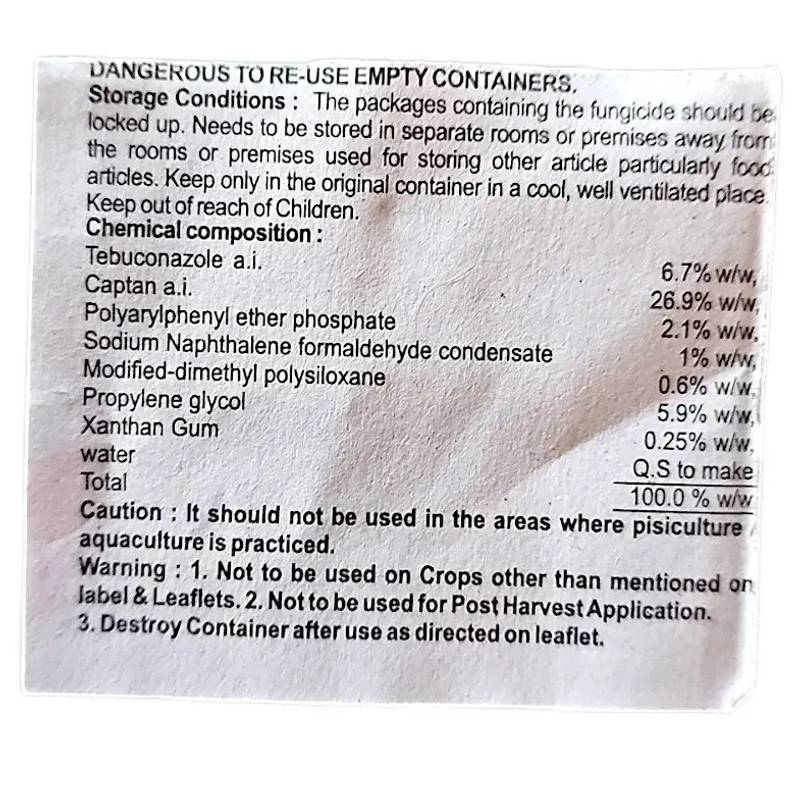 DANGEROUS TO RE-USE EMPTY CONTAINERS.
Storage Conditions : The packages containing the fungicide should be
locked up. Needs to be stored in separate rooms or premises away from
the rooms or premises used for storing other article particularly food
articles. Keep only in the original container in a cool, well ventilated place.
Keep out of reach of Children.
Chemical composition :
Tebuconazole a.i. 6.7% w/w,
Captan a.i. 26.9% w/w,
Polyarylphenyl ether phosphate 2.1% w/w,
Sodium Naphthalene formaldehyde condensate 1% w/w,
Modified-dimethyl polysiloxane 0.6% w/w,
Propylene glycol 5.9% w/w,
Xanthan Gum 0.25% w/w,
water Q.S to make
Total 100.0 % w/w
Caution : It should not be used in the areas where pisiculture /
aquaculture is practiced.
Warning : 1. Not to be used on Crops other than mentioned on
label & Leaflets. 2. Not to be used for Post Harvest Application.
3. Destroy Container after use as directed on leaflet.